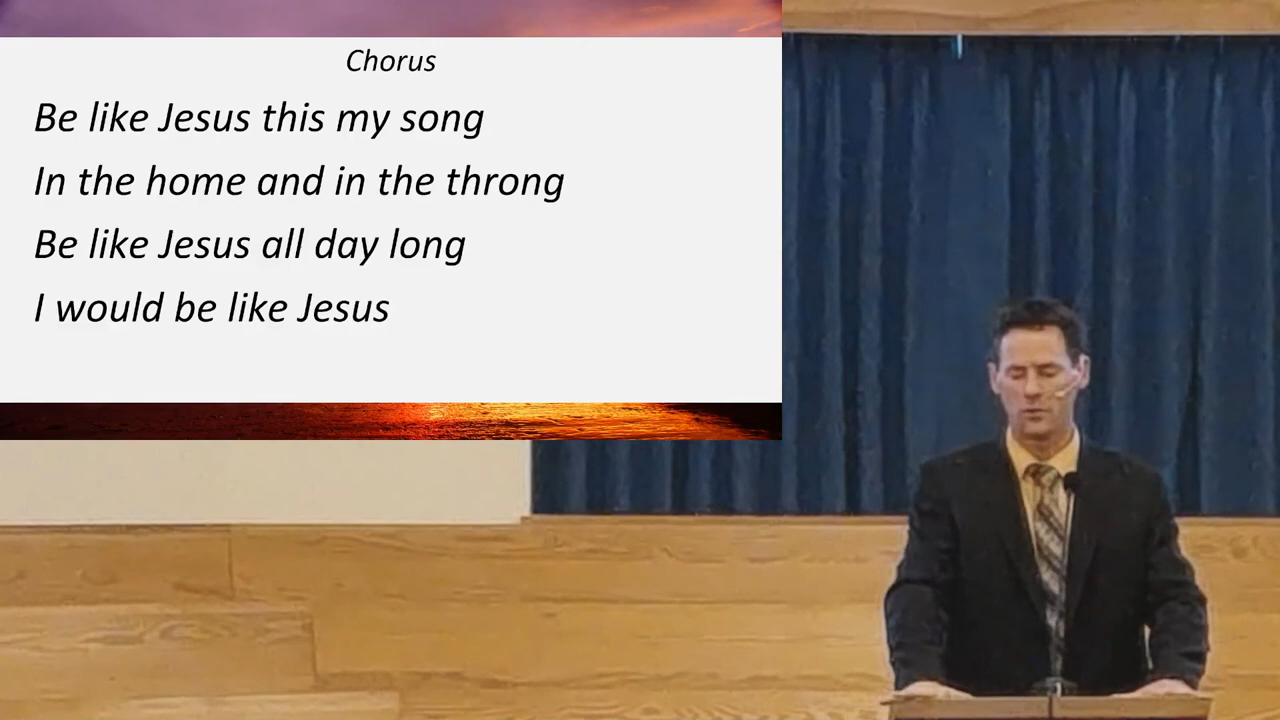 Chorus
Be like Jesus this my song
In the home and in the throng
Be like Jesus all day long
I would be like Jesus